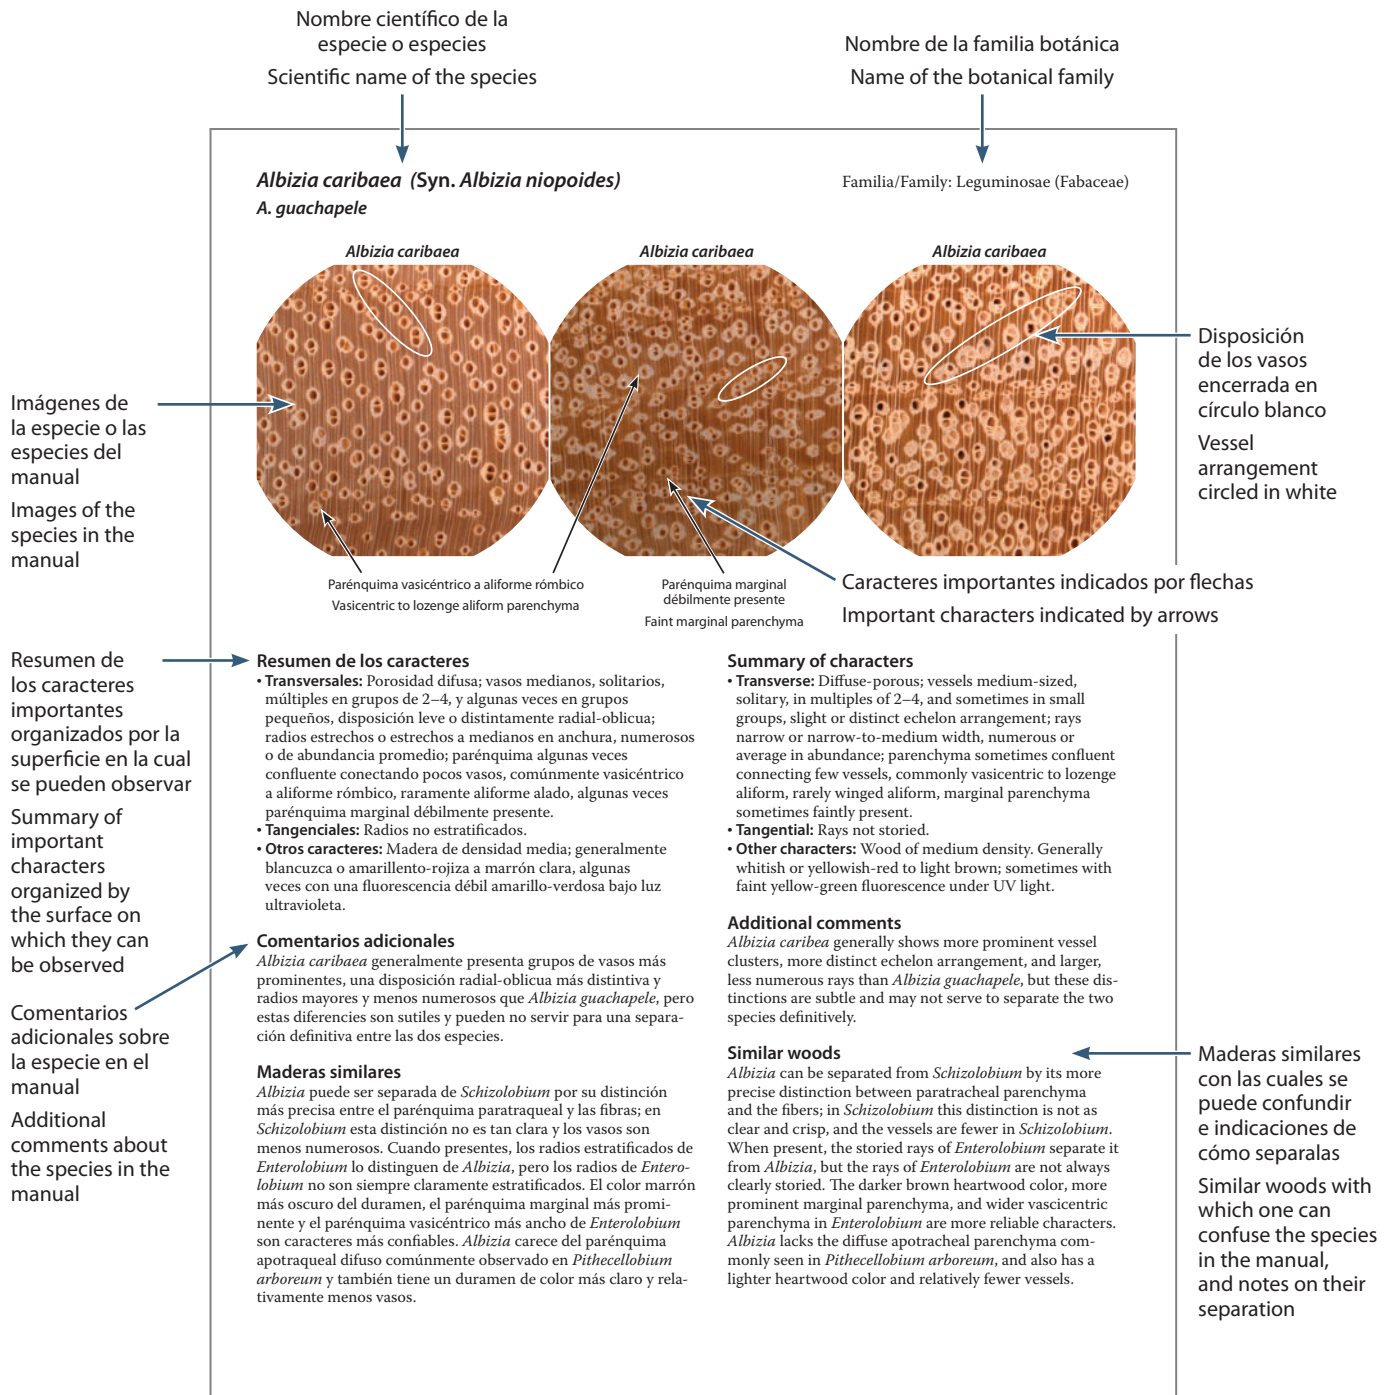 Nombre científico de la
especie o especies
Scientific name of the species
Nombre de la familia botánica
Name of the botanical family
Albizia caribaea (Syn. Albizia niopoides)
A. guachapele
Familia/Family: Leguminosae (Fabaceae)
Albizia caribaea
Albizia caribaea
Albizia caribaea
Disposición
de los vasos
encerrada en
círculo blanco
Vessel
arrangement
circled in white
Imágenes de
la especie o las
especies del
manual
Images of the
species in the
manual
Parénquima vasicéntrico a aliforme rómbico
Vasicentric to lozenge aliform parenchyma
Parénquima marginal
débilmente presente
Faint marginal parenchyma
Caracteres importantes indicados por flechas
Important characters indicated by arrows
Resumen de
los caracteres
importantes
organizados por la
superficie en la cual
se pueden observar
Summary of
important
characters
organized by
the surface on
which they can
be observed
Comentarios
adicionales sobre
la especie en el
manual
Additional
comments about
the species in the
manual
Resumen de los caracteres
• Transversales: Porosidad difusa; vasos medianos, solitarios,
múltiples en grupos de 2–4, y algunas veces en grupos
pequeños, disposición leve o distintamente radial-oblicua;
radios estrechos o estrechos a medianos en anchura, numerosos
o de abundancia promedio; parénquima algunas veces
confluente conectando pocos vasos, comúnmente vasicéntrico
a aliforme rómbico, raramente aliforme alado, algunas veces
parénquima marginal débilmente presente.
• Tangenciales: Radios no estratificados.
• Otros caracteres: Madera de densidad media; generalmente
blancuzca o amarillento-rojiza a marrón clara, algunas
veces con una fluorescencia débil amarillo-verdosa bajo luz
ultravioleta.
Comentarios adicionales
Albizia caribaea generalmente presenta grupos de vasos más
prominentes, una disposición radial-oblicua más distintiva y
radios mayores y menos numerosos que Albizia guachapele, pero
estas diferencias son sutiles y pueden no servir para una separa-
ción definitiva entre las dos especies.
Maderas similares
Albizia puede ser separada de Schizolobium por su distinción
más precisa entre el parénquima paratraqueal y las fibras; en
Schizolobium esta distinción no es tan clara y los vasos son
menos numerosos. Cuando presentes, los radios estratificados de
Enterolobium lo distinguen de Albizia, pero los radios de Entero-
lobium no son siempre claramente estratificados. El color marrón
más oscuro del duramen, el parénquima marginal más promi-
nente y el parénquima vasicéntrico más ancho de Enterolobium
son caracteres más confiables. Albizia carece del parénquima
apotraqueal difuso comúnmente observado en Pithecellobium
arboreum y también tiene un duramen de color más claro y rela-
tivamente menos vasos.
Summary of characters
• Transverse: Diffuse-porous; vessels medium-sized,
solitary, in multiples of 2–4, and sometimes in small
groups, slight or distinct echelon arrangement; rays
narrow or narrow-to-medium width, numerous or
average in abundance; parenchyma sometimes confluent
connecting few vessels, commonly vasicentric to lozenge
aliform, rarely winged aliform, marginal parenchyma
sometimes faintly present.
• Tangential: Rays not storied.
• Other characters: Wood of medium density. Generally
whitish or yellowish-red to light brown; sometimes with
faint yellow-green fluorescence under UV light.
Additional comments
Albizia caribea generally shows more prominent vessel
clusters, more distinct echelon arrangement, and larger,
less numerous rays than Albizia guachapele, but these dis-
tinctions are subtle and may not serve to separate the two
species definitively.
Similar woods
Albizia can be separated from Schizolobium by its more
precise distinction between paratracheal parenchyma
and the fibers; in Schizolobium this distinction is not as
clear and crisp, and the vessels are fewer in Schizolobium.
When present, the storied rays of Enterolobium separate it
from Albizia, but the rays of Enterolobium are not always
clearly storied. The darker brown heartwood color, more
prominent marginal parenchyma, and wider vascicentric
parenchyma in Enterolobium are more reliable characters.
Albizia lacks the diffuse apotracheal parenchyma com-
monly seen in Pithecellobium arboreum, and also has a
lighter heartwood color and relatively fewer vessels.
Maderas similares
con las cuales se
puede confundir
e indicaciones de
cómo separalas
Similar woods with
which one can
confuse the species
in the manual,
and notes on their
separation